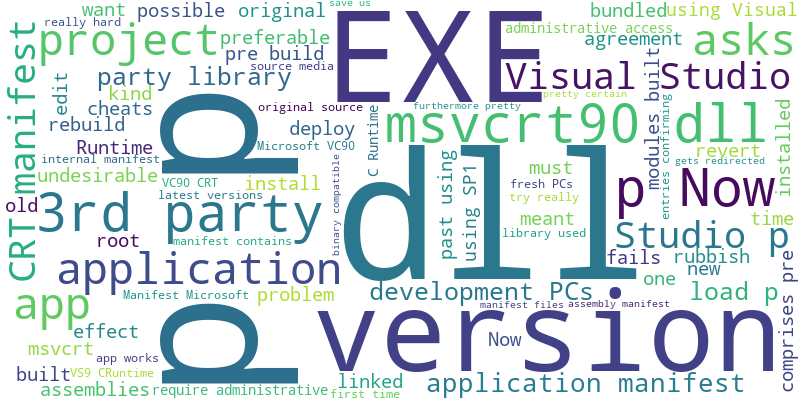 save us
want possible original
really hard
project preferable
pre build
source media
manifest
party library
edit
kind
cheats
original source
rebuild
deploy
Runtime
Microsoft VC90
internal manifest
undesirable
VC90 CRT
install
latest versions
old
3rd party
root
manifest contains
CRT
application
Manifest Microsoft
problem
app
effect
msvcrt
app works
built
VS9 CRuntime
assemblies
require administrative
linked
first time
d
d
EXE
bundled
using Visual
administrative access
agreement
asks
Visual Studio
pretty certain
furthermore pretty
msvcrt90 dll
C Runtime
modules built
entries confirming
revert
gets redirected
installed
binary compatible
past using
using SP1
dll
must
fresh PCs
try really
meant
library used
p Now
Studio p
time
fails
rubbish
one
new
development PCs
load p
manifest files
assembly manifest
comprises pre
version
Now
application manifest